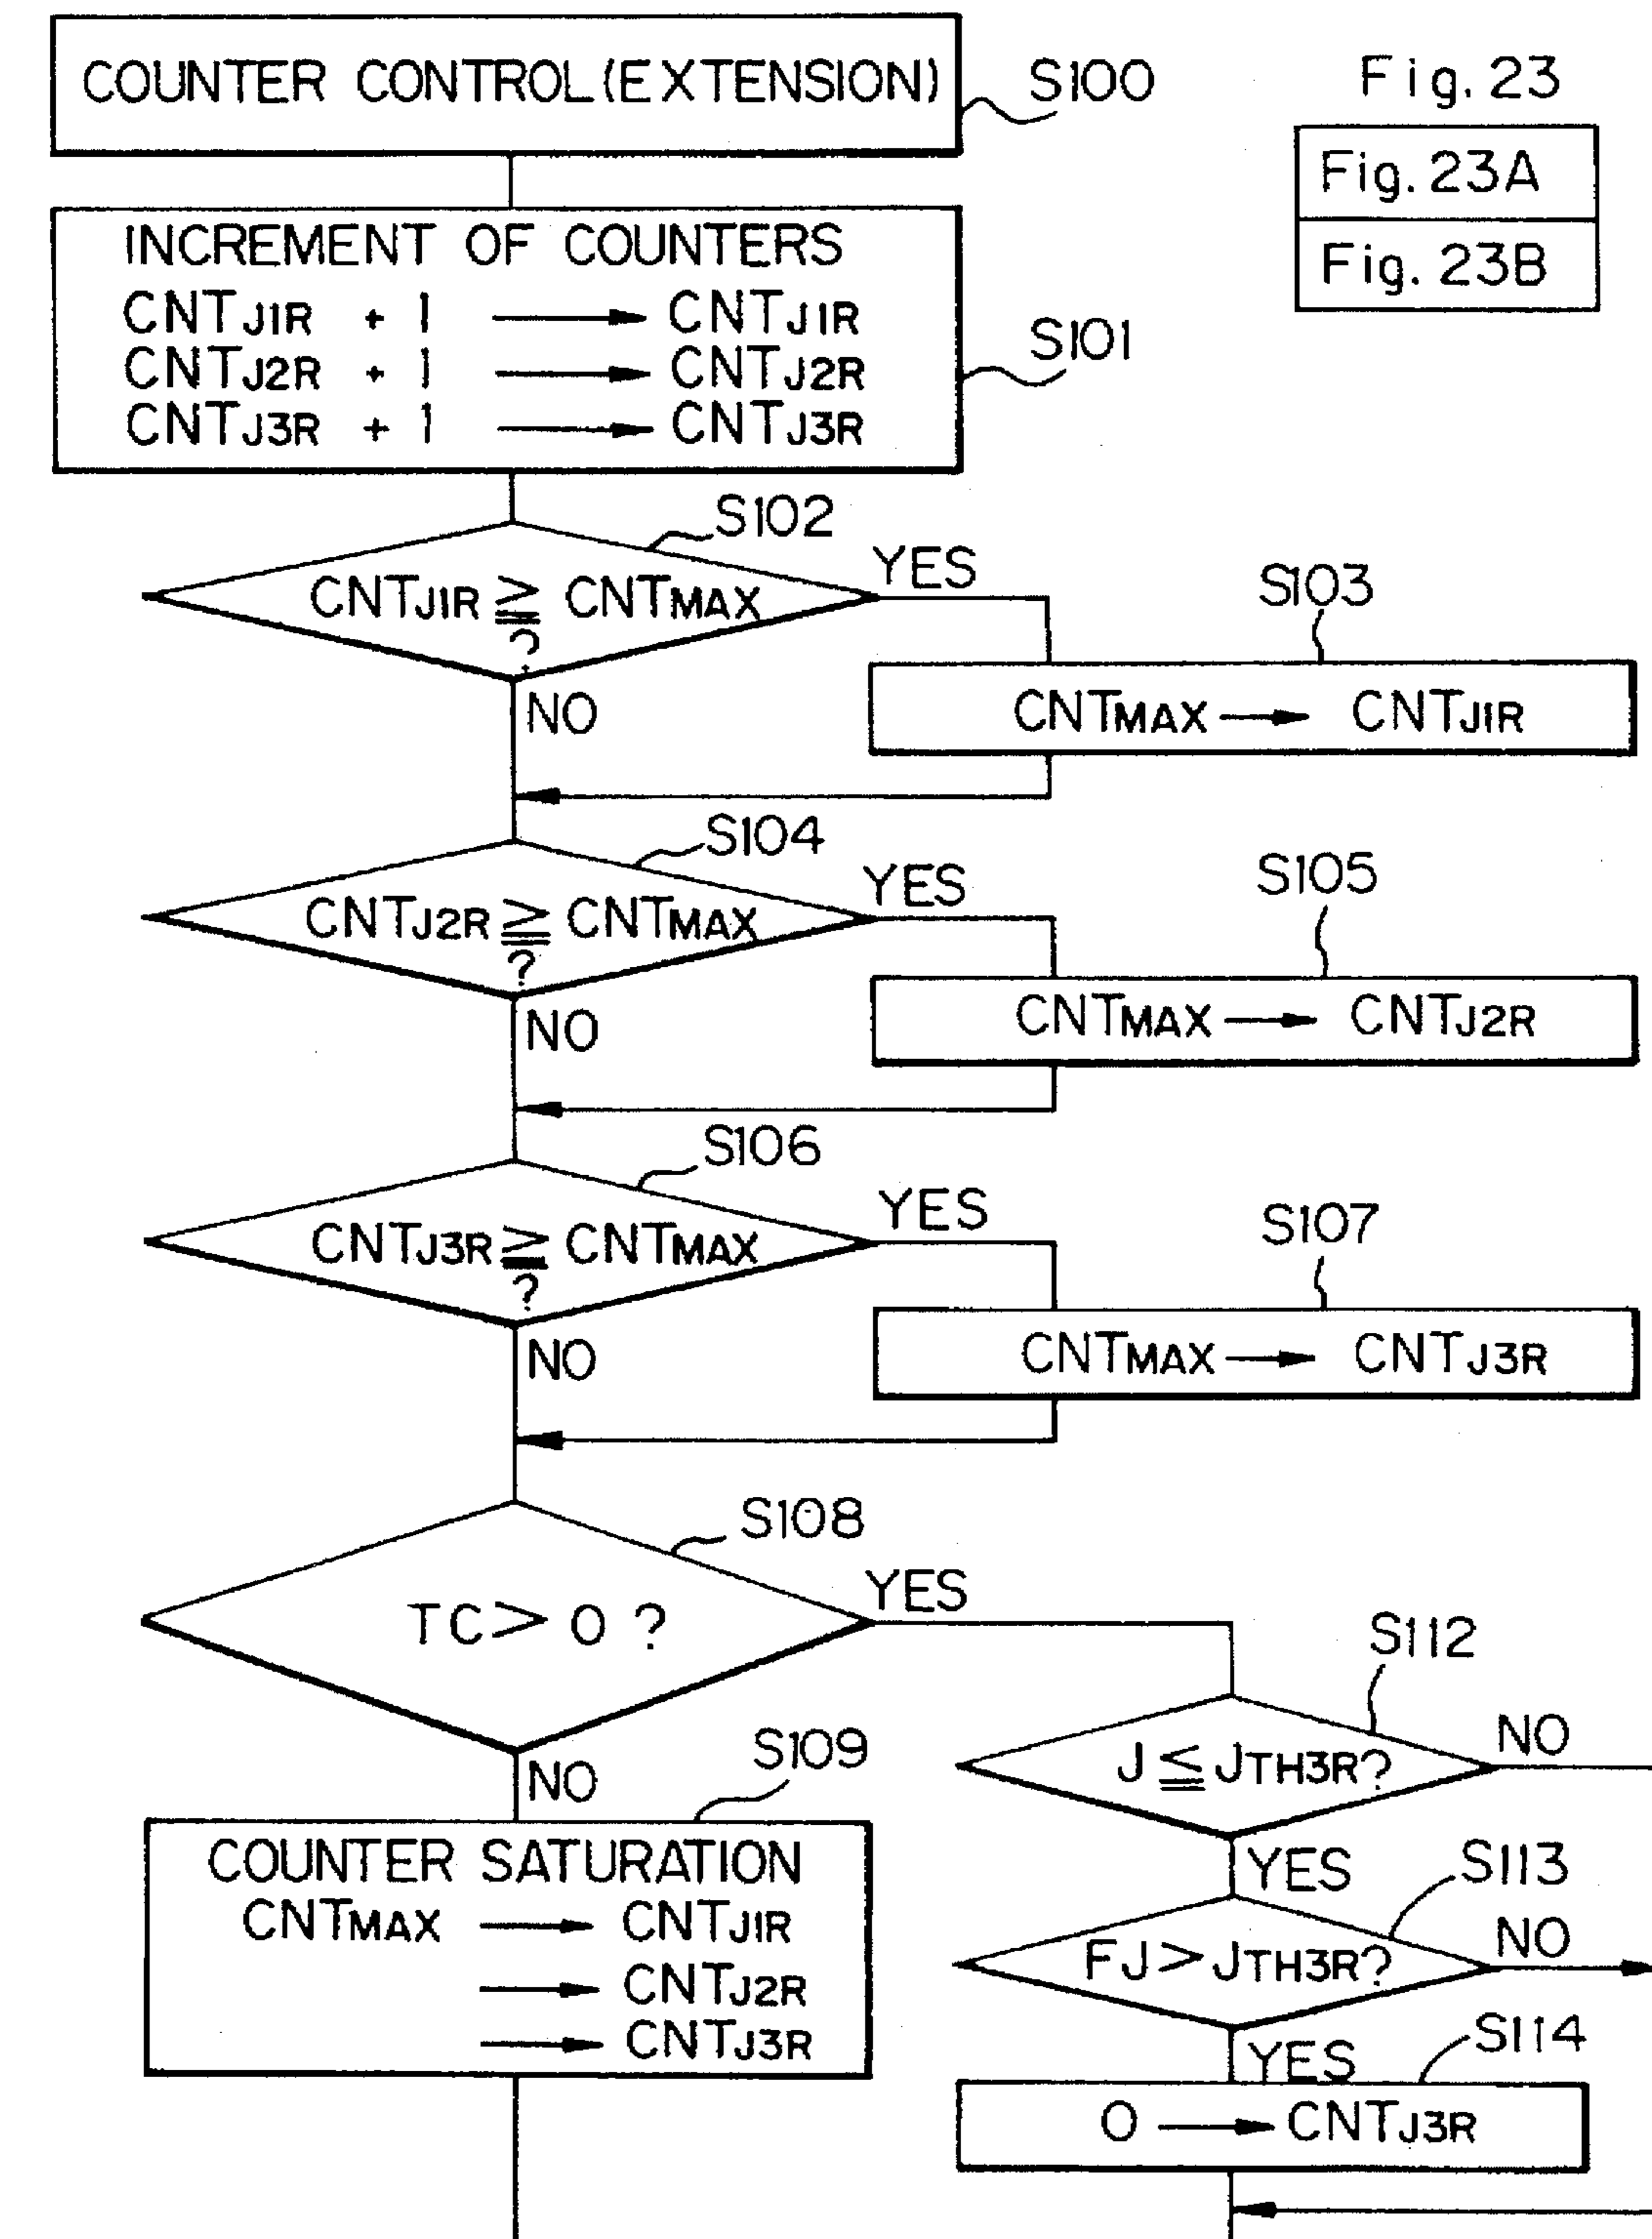 COUNTER CONTROL(EXTENSION)
S100
Fig. 23
Fig. 23A
Fig. 23B
INCREMENT OF COUNTERS
CNTJ1R + 1 → CNTJ1R
CNTJ2R + 1 → CNTJ2R
CNTJ3R + 1 → CNTJ3R
S101
S102
CNTJ1R ≧ CNTMAX
?
YES
NO
S103
CNTMAX → CNTJ1R
S104
CNTJ2R ≧ CNTMAX
?
YES
NO
S105
CNTMAX → CNTJ2R
S106
CNTJ3R ≧ CNTMAX
?
YES
NO
S107
CNTMAX → CNTJ3R
S108
TC > 0 ?
YES
NO
S109
COUNTER SATURATION
CNTMAX → CNTJ1R
→ CNTJ2R
→ CNTJ3R
S112
J ≦ JTH3R?
NO
YES
S113
FJ > JTH3R?
NO
YES
S114
0 → CNTJ3R